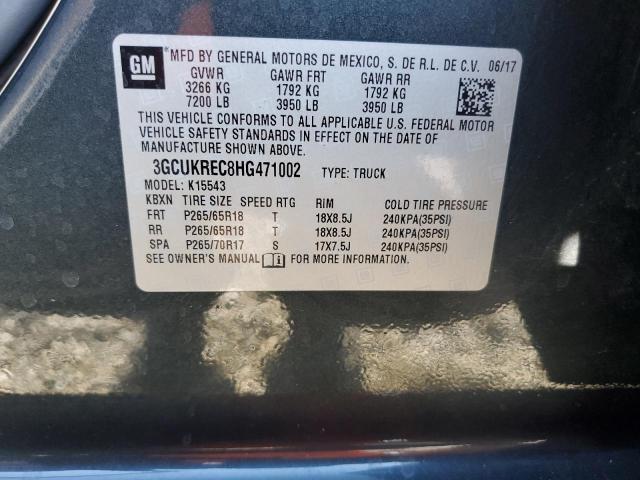 GM
MFD BY GENERAL MOTORS DE MEXICO, S. DE R.L. DE C.V. 06/17
GVWR GAWR FRT GAWR RR
3266 KG 1792 KG 1792 KG
7200 LB 3950 LB 3950 LB
THIS VEHICLE CONFORMS TO ALL APPLICABLE U.S. FEDERAL MOTOR
VEHICLE SAFETY STANDARDS IN EFFECT ON THE DATE OF
MANUFACTURE SHOWN ABOVE.
3GCUKREC8HG471002 TYPE: TRUCK
MODEL: K15543
KBXN TIRE SIZE SPEED RTG RIM COLD TIRE PRESSURE
FRT P265/65R18 T 18X8.5J 240KPA(35PSI)
RR P265/65R18 T 18X8.5J 240KPA(35PSI)
SPA P265/70R17 S 17X7.5J 240KPA(35PSI)
SEE OWNER'S MANUAL FOR MORE INFORMATION.